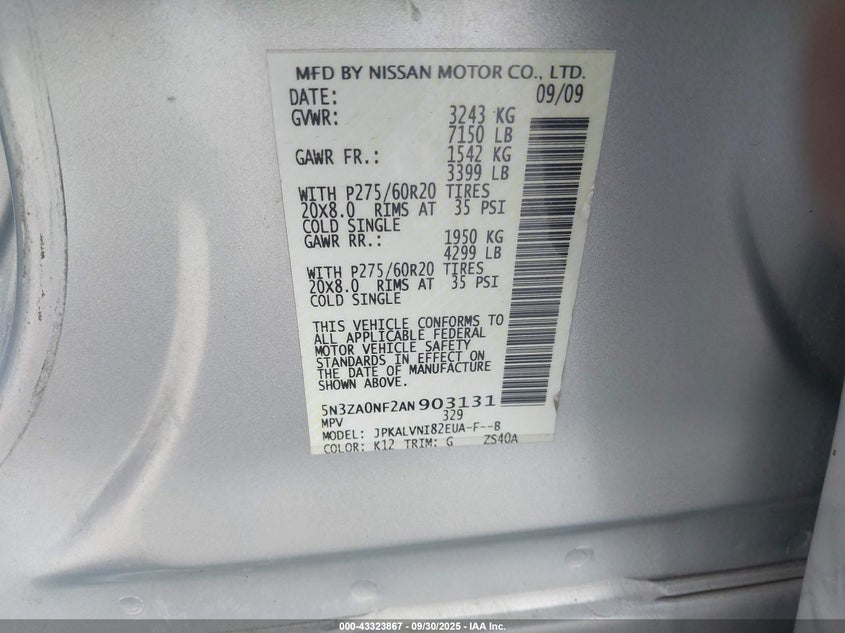 MFD BY NISSAN MOTOR CO., LTD.
DATE: 09/09
GVWR: 3243 KG
7150 LB
GAWR FR.: 1542 KG
3399 LB
WITH P275/60R20 TIRES
20X8.0 RIMS AT 35 PSI
COLD SINGLE
GAWR RR.: 1950 KG
4299 LB
WITH P275/60R20 TIRES
20X8.0 RIMS AT 35 PSI
COLD SINGLE
THIS VEHICLE CONFORMS TO
ALL APPLICABLE FEDERAL
MOTOR VEHICLE SAFETY
STANDARDS IN EFFECT ON
THE DATE OF MANUFACTURE
SHOWN ABOVE.
5N3ZA0NF2AN903131
MPV 329
MODEL: JPKALVNI82EUA-F--B
COLOR: K12 TRIM: G ZS40A
000-43323867 - 09/30/2025 - IAA Inc.